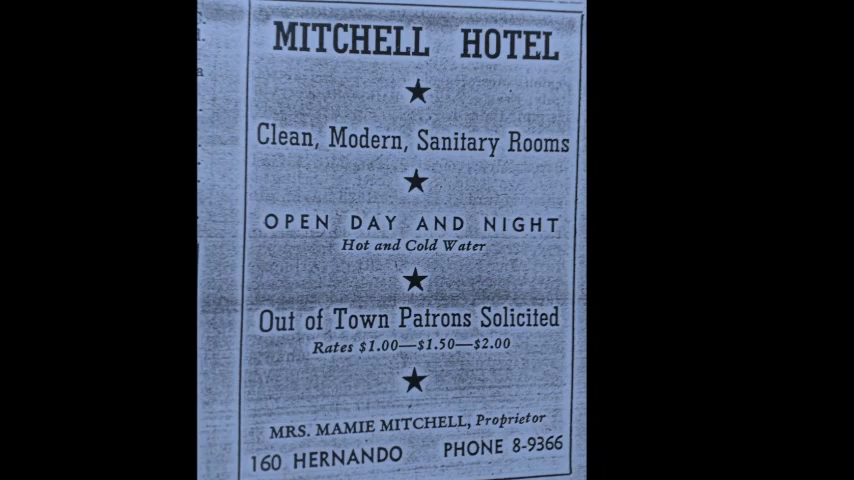 MITCHELL HOTEL
Clean, Modern, Sanitary Rooms
OPEN DAY AND NIGHT
Hot and Cold Water
Out of Town Patrons Solicited
Rates $1.00—$1.50—$2.00
MRS. MAMIE MITCHELL, Proprietor
160 HERNANDO PHONE 8-9366